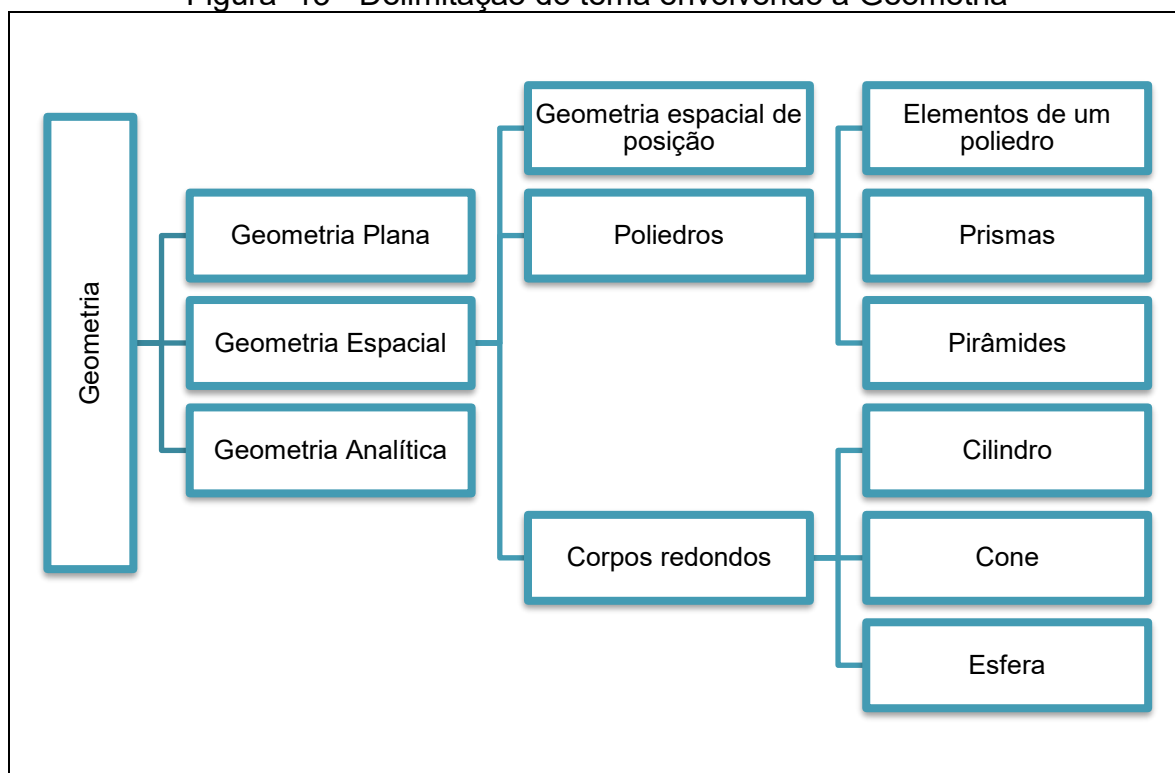 Geometria
Geometria Plana
Geometria Espacial
Geometria Analítica
Geometria espacial de
posição
Poliedros
Corpos redondos
Elementos de um
poliedro
Prismas
Pirâmides
Cilindro
Cone
Esfera